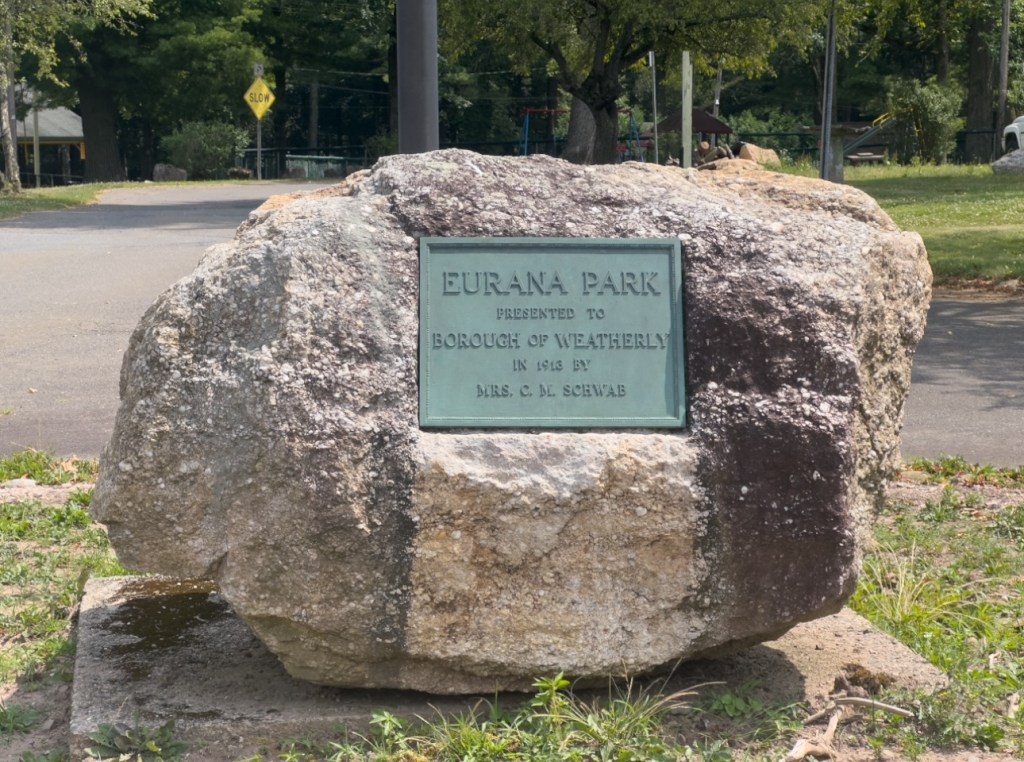 SLOW
EURANA PARK
PRESENTED TO
BOROUGH OF WEATHERLY
IN 1913 BY
MRS. C. M. SCHWAB